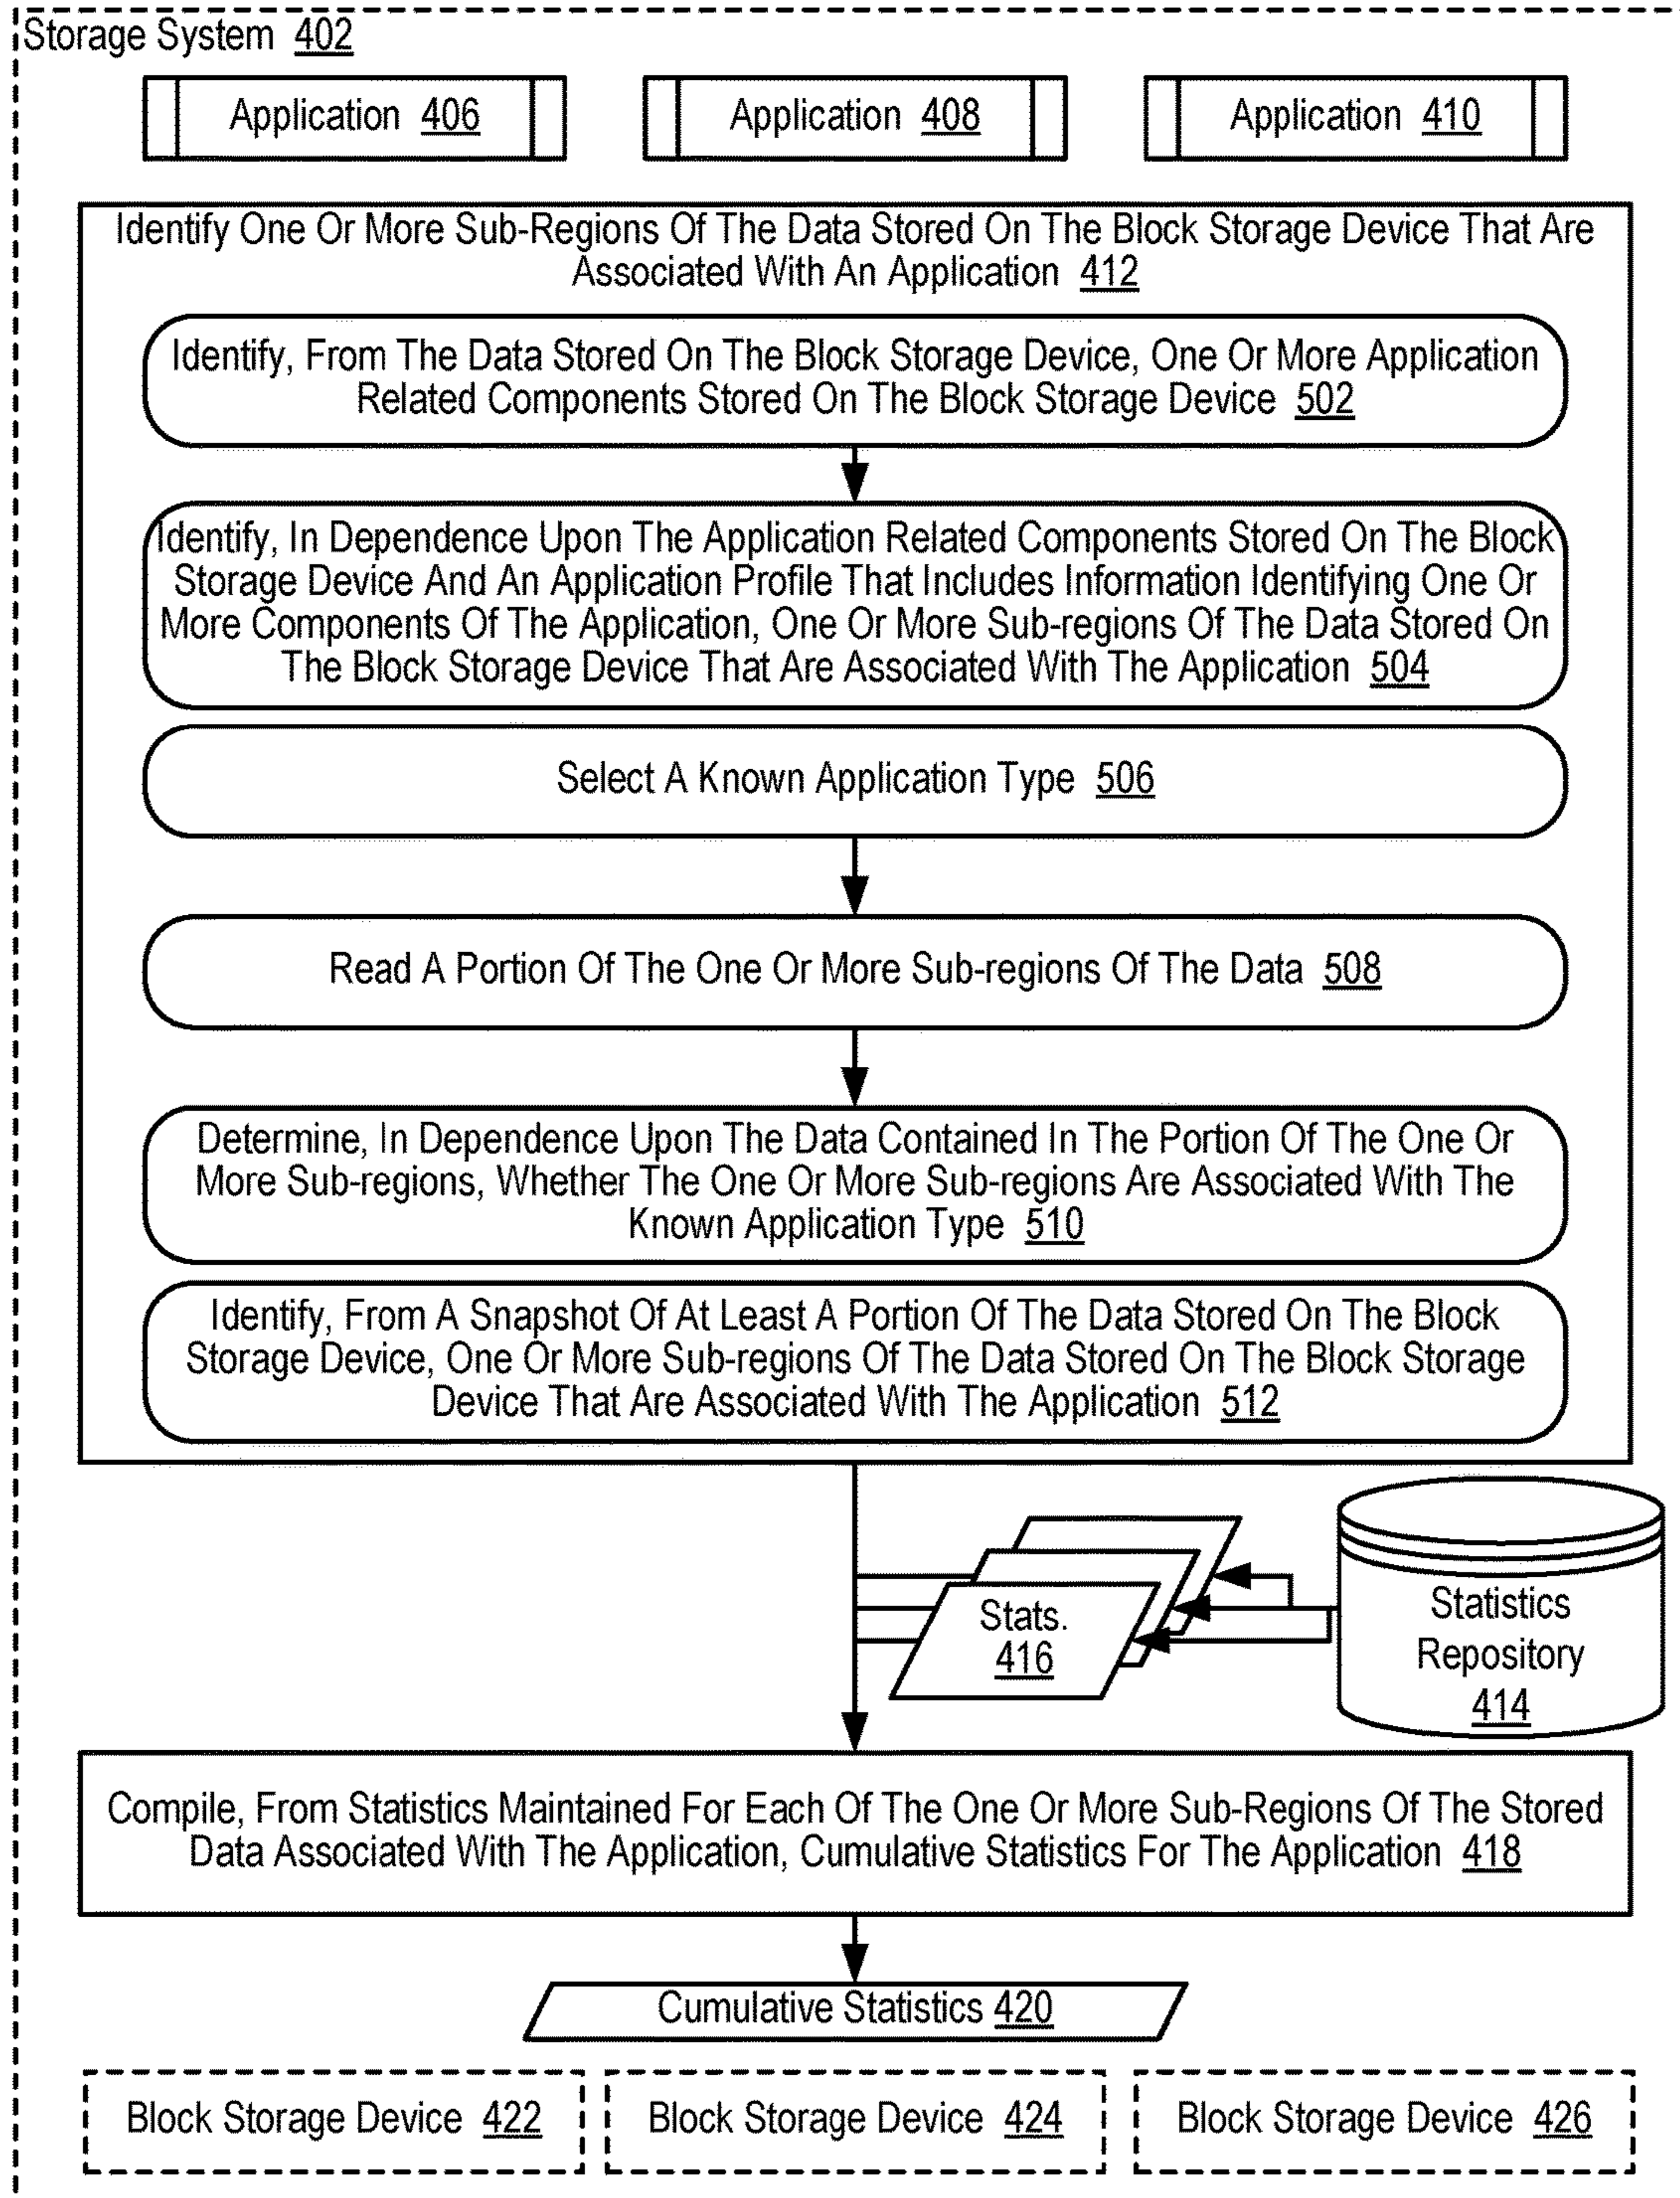 Storage System 402
Application 406
Application 408
Application 410
Identify One Or More Sub-Regions Of The Data Stored On The Block Storage Device That Are
Associated With An Application 412
Identify, From The Data Stored On The Block Storage Device, One Or More Application
Related Components Stored On The Block Storage Device 502
Identify, In Dependence Upon The Application Related Components Stored On The Block
Storage Device And An Application Profile That Includes Information Identifying One Or
More Components Of The Application, One Or More Sub-regions Of The Data Stored On
The Block Storage Device That Are Associated With The Application 504
Select A Known Application Type 506
Read A Portion Of The One Or More Sub-regions Of The Data 508
Determine, In Dependence Upon The Data Contained In The Portion Of The One Or
More Sub-regions, Whether The One Or More Sub-regions Are Associated With The
Known Application Type 510
Identify, From A Snapshot Of At Least A Portion Of The Data Stored On The Block
Storage Device, One Or More Sub-regions Of The Data Stored On The Block Storage
Device That Are Associated With The Application 512
Stats.
416
Statistics
Repository
414
Compile, From Statistics Maintained For Each Of The One Or More Sub-Regions Of The Stored
Data Associated With The Application, Cumulative Statistics For The Application 418
Cumulative Statistics 420
Block Storage Device 422
Block Storage Device 424
Block Storage Device 426